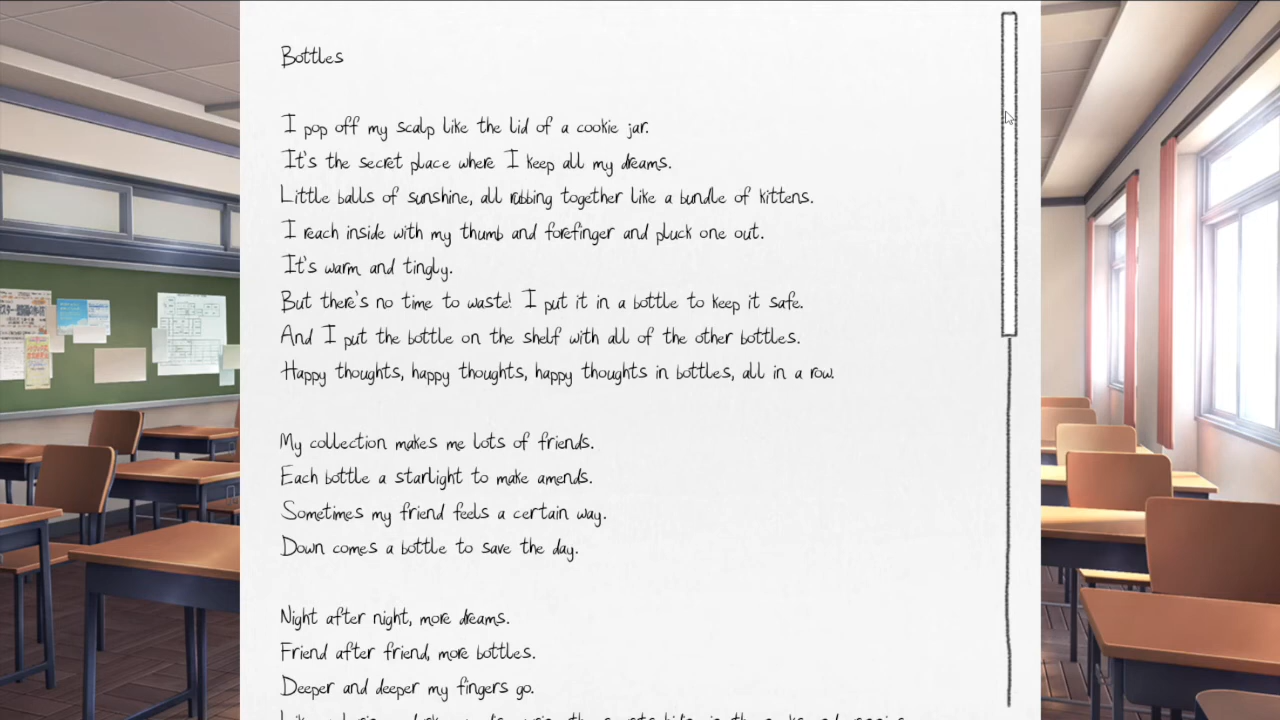 Bottles
I pop off my scalp like the lid of a cookie jar.
It's the secret place where I keep all my dreams.
Little balls of sunshine, all rubbing together like a bundle of kittens.
I reach inside with my thumb and forefinger and pluck one out.
It's warm and tingly.
But there's no time to waste! I put it in a bottle to keep it safe.
And I put the bottle on the shelf with all of the other bottles.
Happy thoughts, happy thoughts, happy thoughts in bottles, all in a row.
My collection makes me lots of friends.
Each bottle a starlight to make amends.
Sometimes my friend feels a certain way.
Down comes a bottle to save the day.
Night after night, more dreams.
Friend after friend, more bottles.
Deeper and deeper my fingers go.